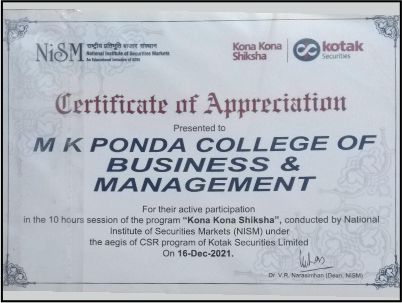 NiSM राष्ट्रीय प्रतिभूति बाजार संस्थान
National Institute of Securities Markets
An Educational Initiative of SEBI
Kona Kona
Shiksha
kotak
Securities
Certificate of Appreciation
Presented to
M K PONDA COLLEGE OF
BUSINESS &
MANAGEMENT
For their active participation
in the 10 hours session of the program "Kona Kona Shiksha", conducted by National
Institute of Securities Markets (NISM) under
the aegis of CSR program of Kotak Securities Limited
On 16-Dec-2021.
Dr. V.R. Narasimhan (Dean, NISM)